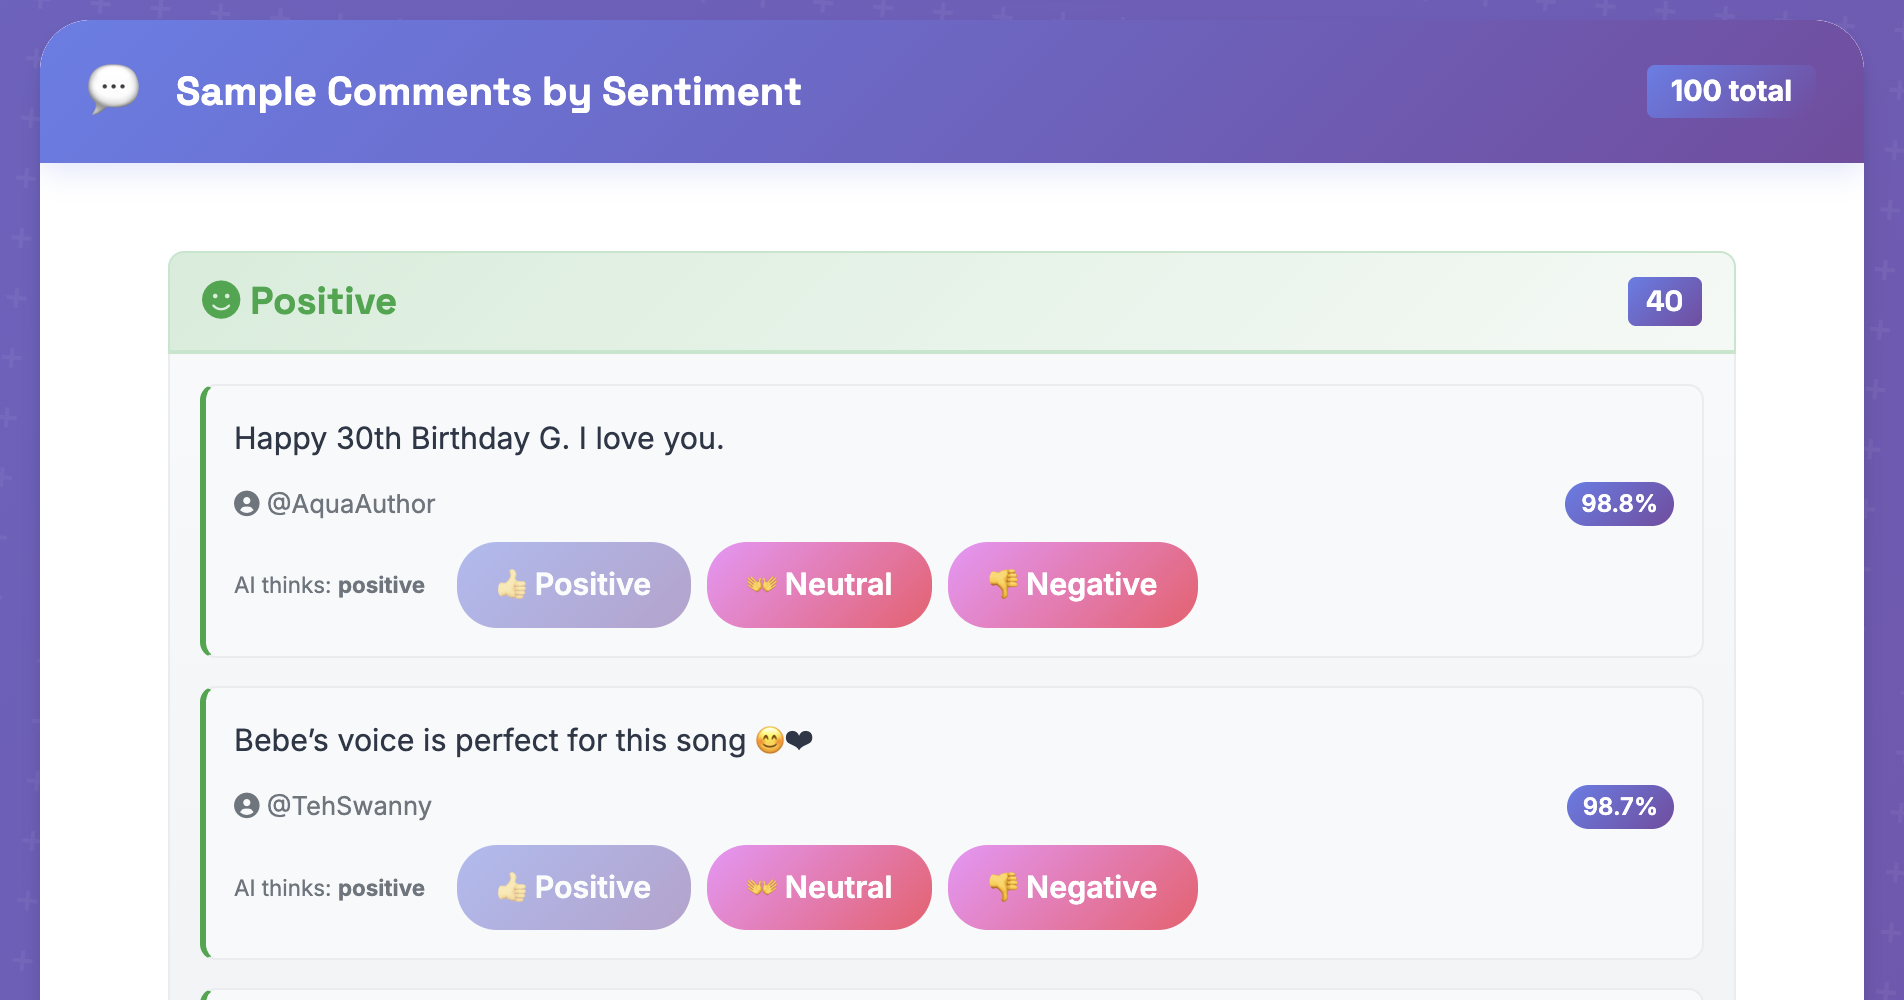 Sample Comments by Sentiment
100 total
Positive
40
Happy 30th Birthday G. I love you.
@AquaAuthor
98.8%
AI thinks: positive 👍 Positive 👐 Neutral 👎 Negative
Bebe’s voice is perfect for this song 😊❤
@TehSwanny
98.7%
AI thinks: positive 👍 Positive 👐 Neutral 👎 Negative